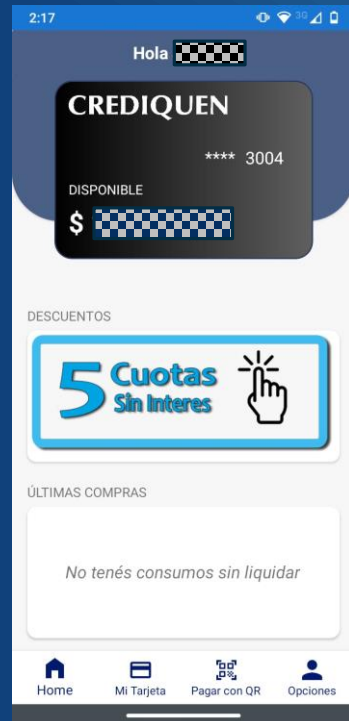 2:17
3G
Hola
CREDIQUEN
**** 3004
DISPONIBLE
$
DESCUENTOS
5 Cuotas
Sin Interes
ÚLTIMAS COMPRAS
No tenés consumos sin liquidar
Home Mi Tarjeta Pagar con QR Opciones